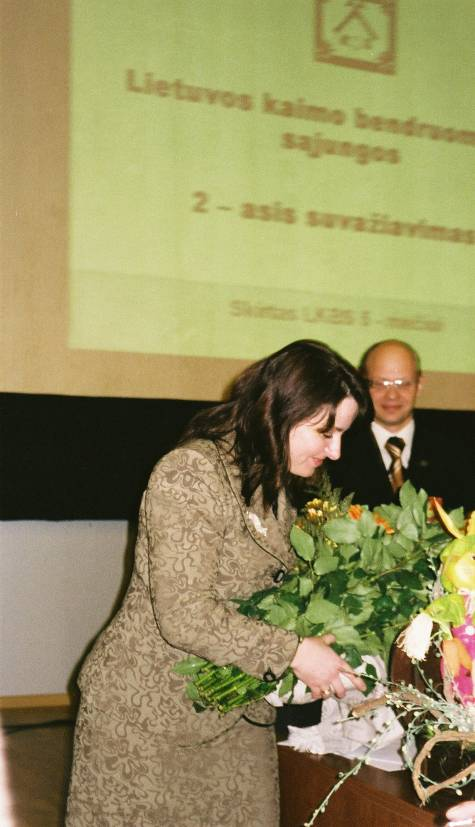 Lietuvos kaimo bendruom
sąjungos
2 – asis suvažiavimas
Skirtas LKBS 5 - mečiui